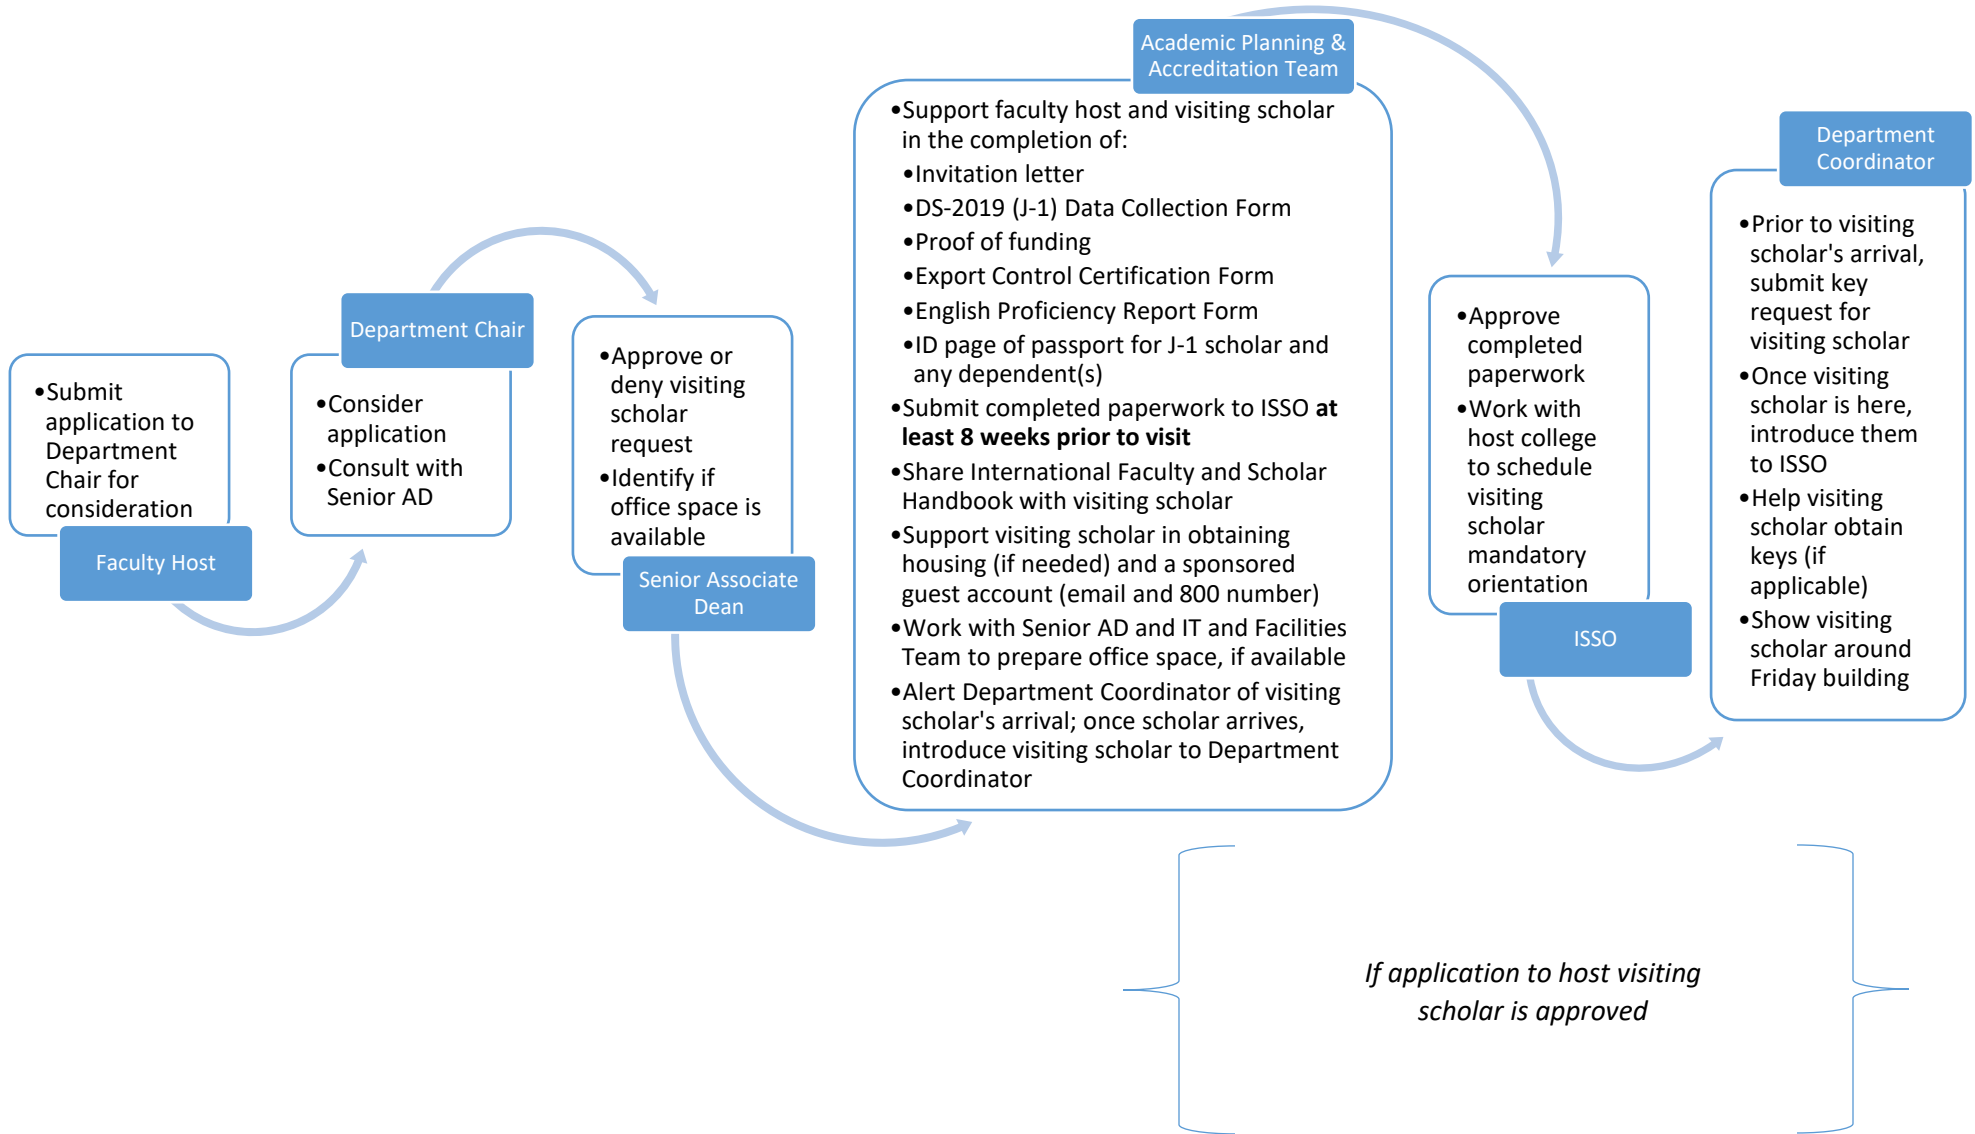 •Submit
application to
Department
Chair for
consideration
Faculty Host
Department Chair
•Consider
application
•Consult with
Senior AD
•Approve or
deny visiting
scholar
request
•Identify if
office space is
available
Senior Associate
Dean
Academic Planning &
Accreditation Team
•Support faculty host and visiting scholar
in the completion of:
•Invitation letter
•DS-2019 (J-1) Data Collection Form
•Proof of funding
•Export Control Certification Form
•English Proficiency Report Form
•ID page of passport for J-1 scholar and
any dependent(s)
•Submit completed paperwork to ISSO at
least 8 weeks prior to visit
•Share International Faculty and Scholar
Handbook with visiting scholar
•Support visiting scholar in obtaining
housing (if needed) and a sponsored
guest account (email and 800 number)
•Work with Senior AD and IT and Facilities
Team to prepare office space, if available
•Alert Department Coordinator of visiting
scholar's arrival; once scholar arrives,
introduce visiting scholar to Department
Coordinator
•Approve
completed
paperwork
•Work with
host college
to schedule
visiting
scholar
mandatory
orientation
ISSO
Department
Coordinator
•Prior to visiting
scholar's arrival,
submit key
request for
visiting scholar
•Once visiting
scholar is here,
introduce them
to ISSO
•Help visiting
scholar obtain
keys (if
applicable)
•Show visiting
scholar around
Friday building
If application to host visiting
scholar is approved